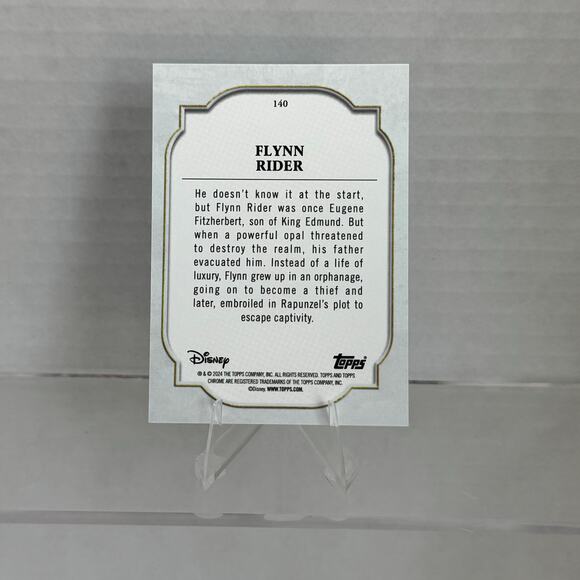 140
FLYNN
RIDER
He doesn't know it at the start,
but Flynn Rider was once Eugene
Fitzherbert, son of King Edmund. But
when a powerful opal threatened
to destroy the realm, his father
evacuated him. Instead of a life of
luxury, Flynn grew up in an orphanage,
going on to become a thief and
later, embroiled in Rapunzel's plot to
escape captivity.
Disney topps
® & © 2024 THE TOPPS COMPANY, INC. ALL RIGHTS RESERVED. TOPPS AND TOPPS
CHROME ARE REGISTERED TRADEMARKS OF THE TOPPS COMPANY, INC.
©Disney. WWW.TOPPS.COM.